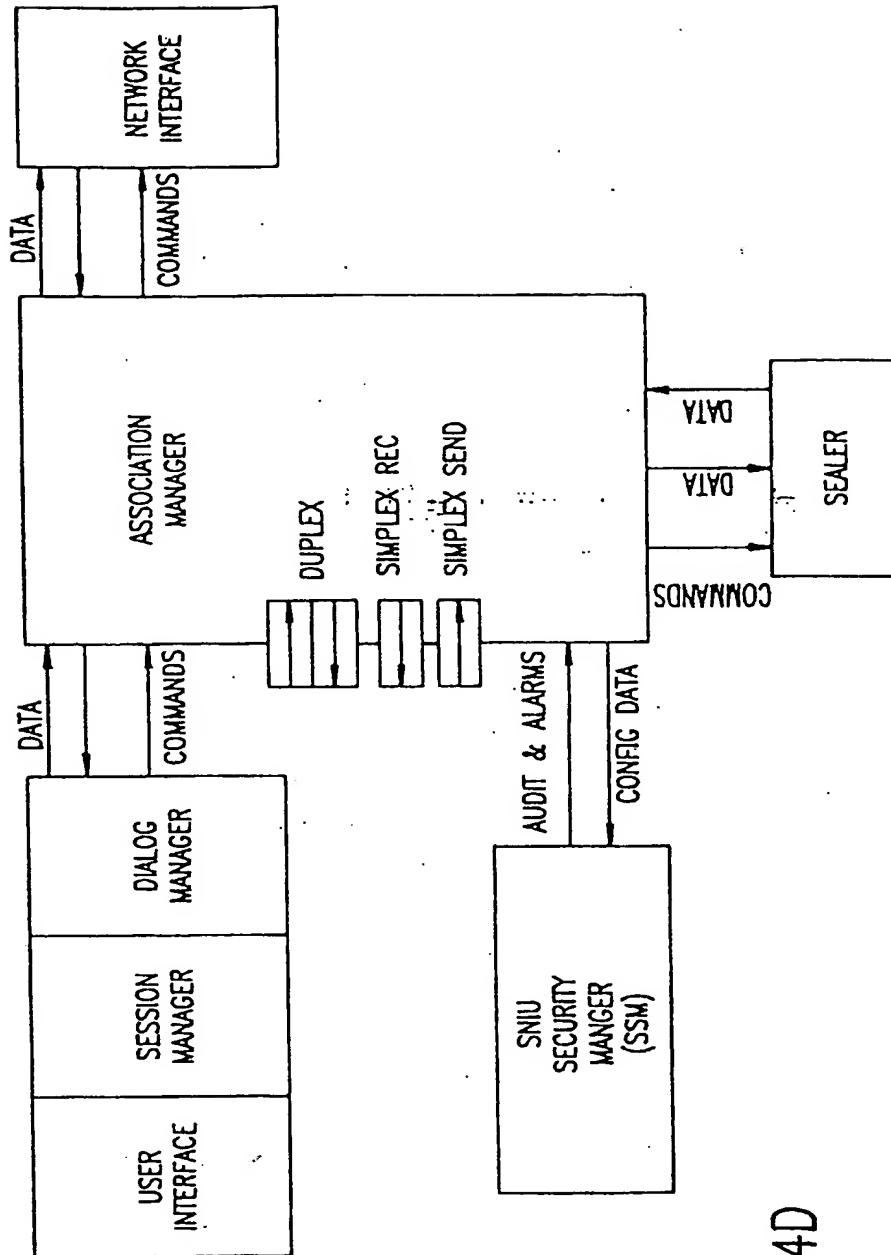 USER
INTERFACE
SESSION
MANAGER
DIALOG
MANAGER
DATA
COMMANDS
ASSOCIATION
MANAGER
DUPLEX
SIMPLEX REC
SIMPLEX SEND
DATA
COMMANDS
NETWORK
INTERFACE
SNIU
SECURITY
MANGER
(SSM)
AUDIT & ALARMS
CONFIG DATA
COMMANDS
DATA
DATA
SEALER
4D